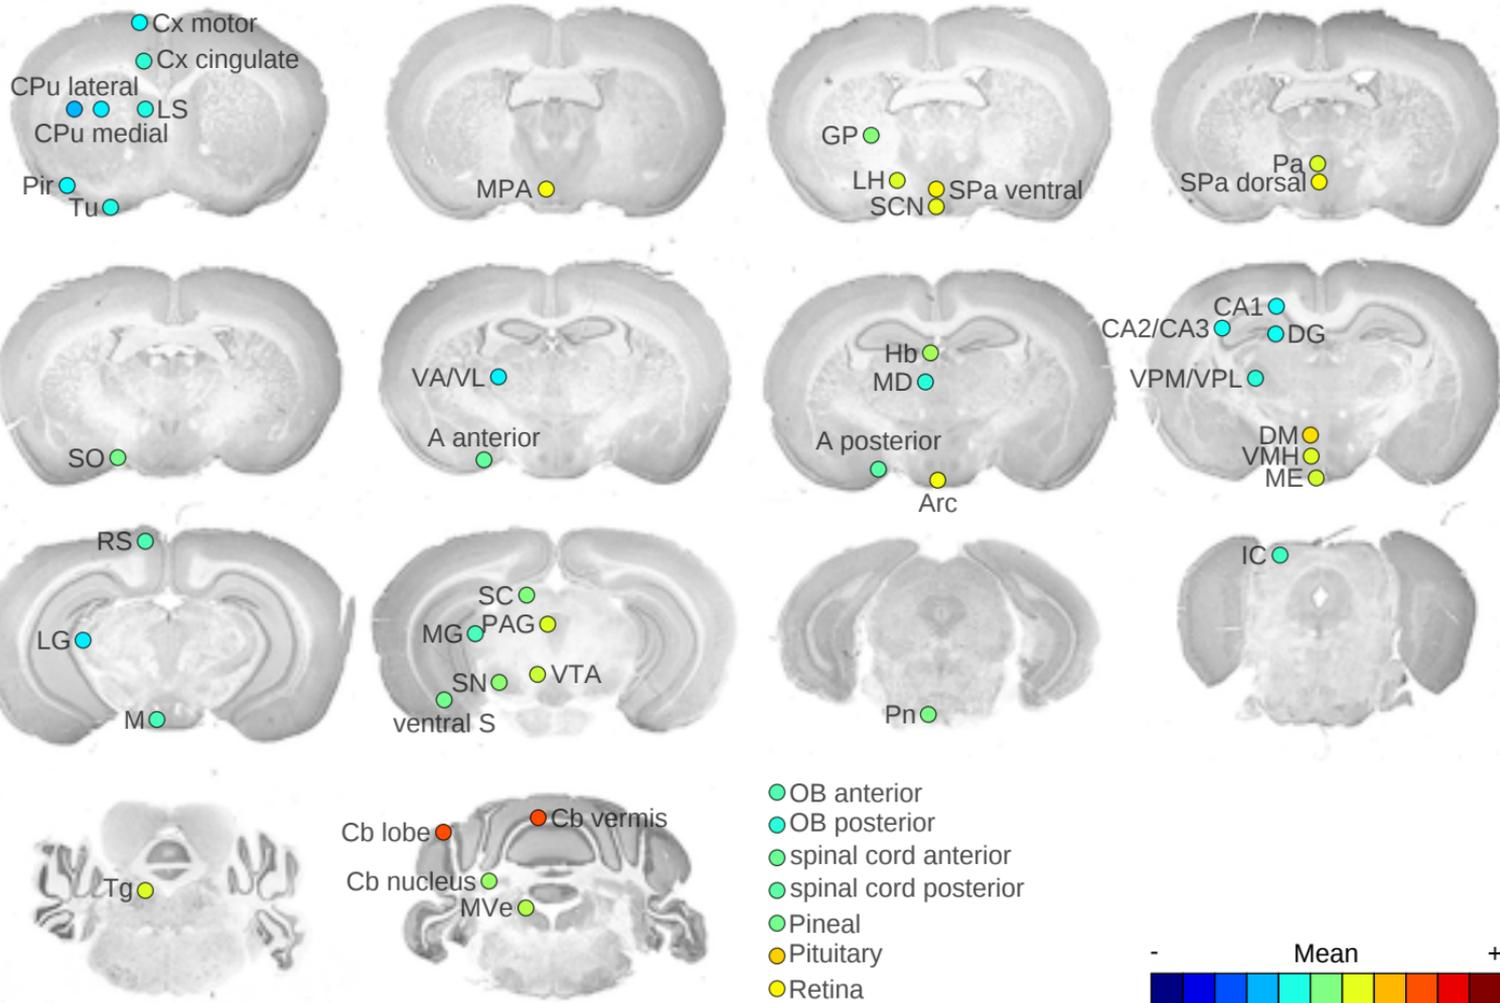 Cx motor
Cx cingulate
CPu lateral
LS
CPu medial
Pir
Tu
MPA
GP
LH
SPa ventral
SCN
Pa
SPa dorsal
SO
VA/VL
A anterior
Hb
MD
A posterior
Arc
CA1
CA2/CA3
DG
VPM/VPL
DM
VMH
ME
RS
LG
M
SC
PAG
MG
VTA
SN
ventral S
Pn
IC
Tg
Cb vermis
Cb lobe
Cb nucleus
MVe
OB anterior
OB posterior
spinal cord anterior
spinal cord posterior
Pineal
Pituitary
Retina
- Mean +